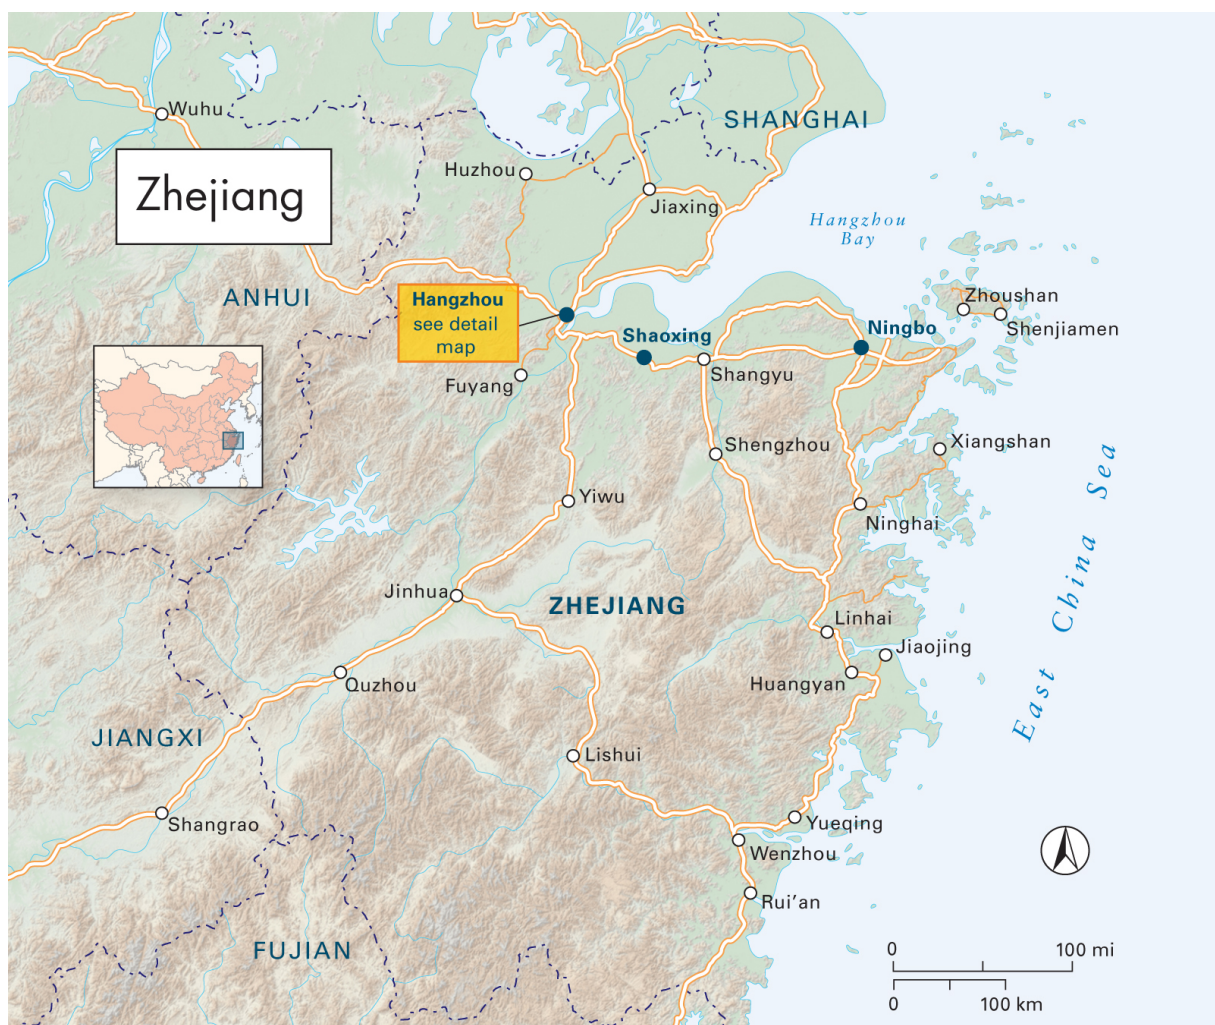 Wuhu
SHANGHAI
Huzhou
Zhejiang
Jiaxing
Hangzhou
Bay
ANHUI
Hangzhou
see detail
map
Zhoushan
Shenjiamen
Shaoxing
Ningbo
Fuyang
Shangyu
Shengzhou
Xiangshan
Yiwu
Ninghai
East China Sea
Jinhua
ZHEJIANG
Linhai
Jiaojing
Quzhou
Huangyan
JIANGXI
Lishui
Shangrao
Yueqing
Wenzhou
Rui'an
FUJIAN
0 100 mi
0 100 km